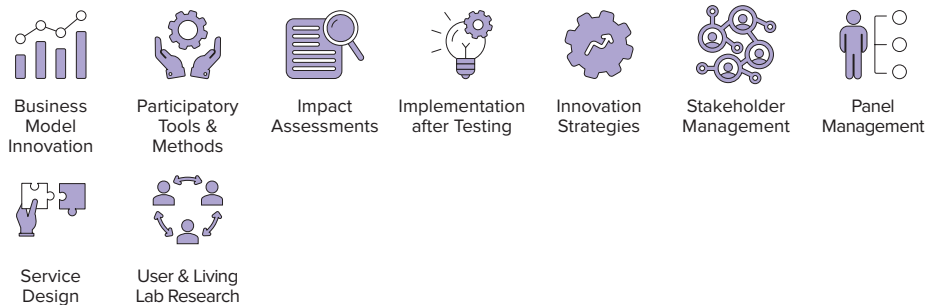 Business
Model
Innovation
Participatory
Tools &
Methods
Impact
Assessments
Implementation
after Testing
Innovation
Strategies
Stakeholder
Management
Panel
Management
Service
Design
User & Living
Lab Research